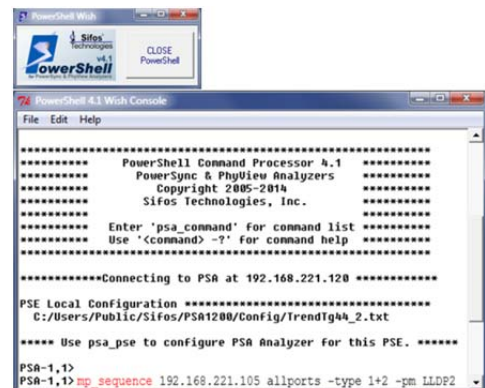 PowerShell Wish
Sifos
Technologies
v4.1
PowerShell
by PowerSync & PhyView Analyzers
CLOSE
PowerShell
PowerShell 4.1 Wish Console
File Edit Help
*******************************************************
********** PowerShell Command Processor 4.1 **********
********** PowerSync & PhyView Analyzers **********
********** Copyright 2005-2014 **********
********** Sifos Technologies, Inc. **********
********** **********
********** Enter 'psa_command' for command list **********
********** Use '<command> -?' for command help **********
*******************************************************
************Connecting to PSA at 192.168.221.120 ***********
PSE Local Configuration *********************************
C:/Users/Public/Sifos/PSA1200/Config/TrendTg44_2.txt
***** Use psa_pse to configure PSA Analyzer for this PSE. ******
PSA-1,1>
PSA-1,1>mp_sequence 192.168.221.105 allports -type 1+2 -pm LLDP2